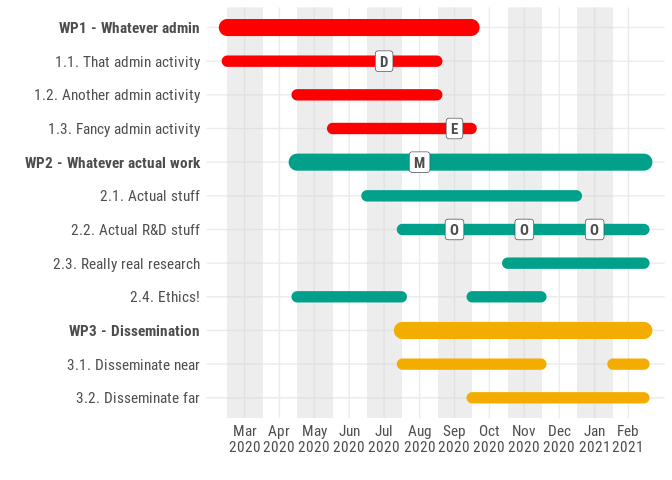 WP1 - Whatever admin
1.1. That admin activity
D
1.2. Another admin activity
1.3. Fancy admin activity
E
WP2 - Whatever actual work
M
2.1. Actual stuff
2.2. Actual R&D stuff
O O O
2.3. Really real research
2.4. Ethics!
WP3 - Dissemination
3.1. Disseminate near
3.2. Disseminate far
Mar Apr May Jun Jul Aug Sep Oct Nov Dec Jan Feb
2020 2020 2020 2020 2020 2020 2020 2020 2020 2020 2021 2021